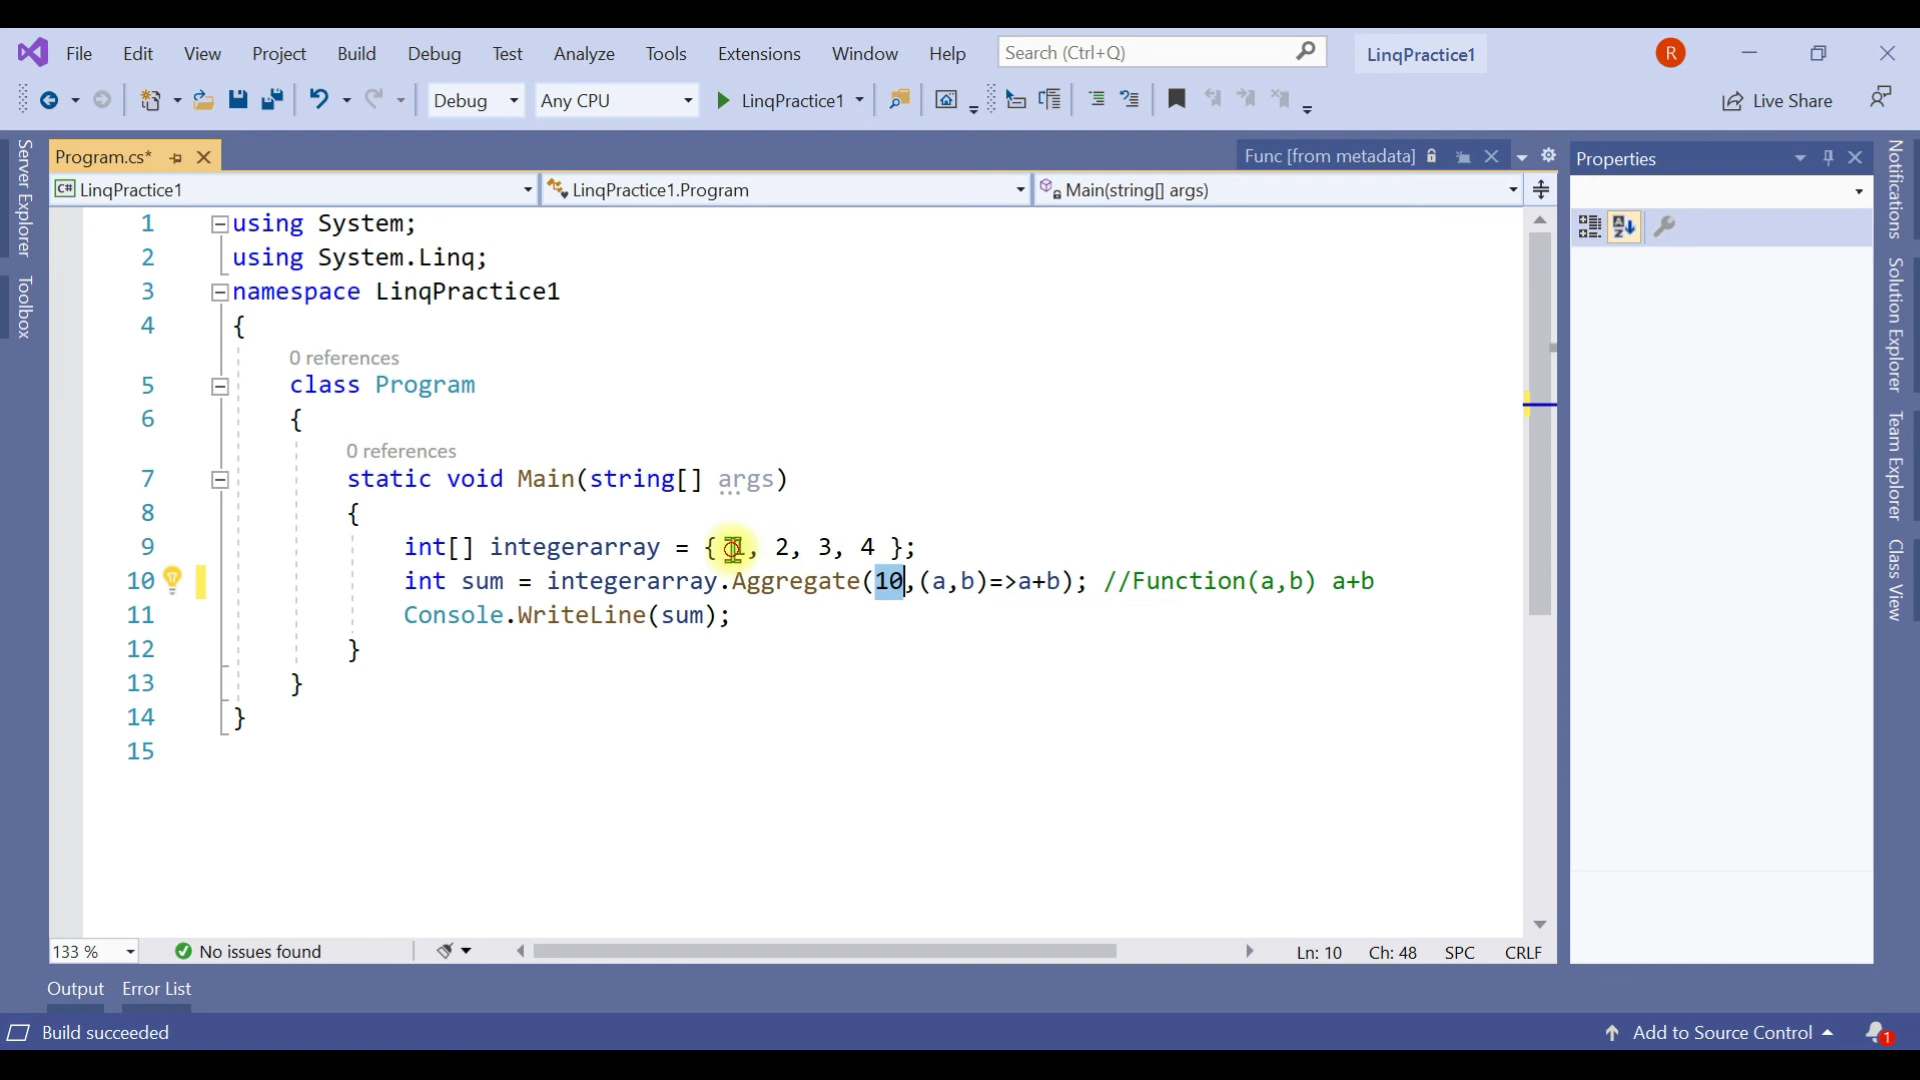 File Edit View Project Build Debug Test Analyze Tools Extensions Window Help Search (Ctrl+Q) LinqPractice1 R
Debug Any CPU LinqPractice1 Live Share
Program.cs* Func [from metadata] Properties
C# LinqPractice1 LinqPractice1.Program Main(string[] args)
Server Explorer
Toolbox
1 using System;
2 using System.Linq;
3 namespace LinqPractice1
4 {
0 references
5 class Program
6 {
0 references
7 static void Main(string[] args)
8 {
9 int[] integerarray = { 1, 2, 3, 4 };
10 int sum = integerarray.Aggregate(10,(a,b)=>a+b); //Function(a,b) a+b
11 Console.WriteLine(sum);
12 }
13 }
14 }
15
Notifications
Solution Explorer
Team Explorer
Class View
133 % No issues found Ln: 10 Ch: 48 SPC CRLF
Output Error List
Build succeeded Add to Source Control 1